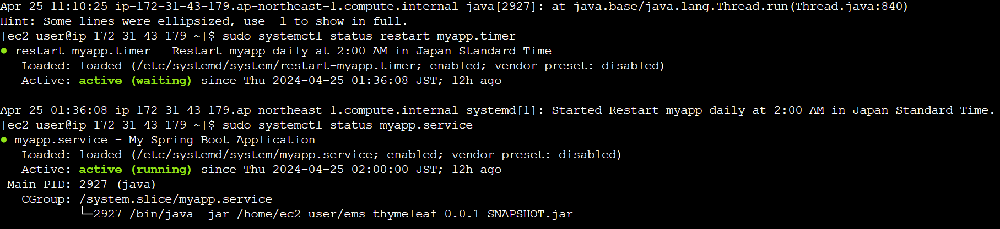 Apr 25 11:10:25 ip-172-31-43-179.ap-northeast-1.compute.internal java[2927]: at java.base/java.lang.Thread.run(Thread.java:840)
Hint: Some lines were ellipsized, use -l to show in full.
[ec2-user@ip-172-31-43-179 ~]$ sudo systemctl status restart-myapp.timer
● restart-myapp.timer - Restart myapp daily at 2:00 AM in Japan Standard Time
   Loaded: loaded (/etc/systemd/system/restart-myapp.timer; enabled; vendor preset: disabled)
   Active: active (waiting) since Thu 2024-04-25 01:36:08 JST; 12h ago

Apr 25 01:36:08 ip-172-31-43-179.ap-northeast-1.compute.internal systemd[1]: Started Restart myapp daily at 2:00 AM in Japan Standard Time.
[ec2-user@ip-172-31-43-179 ~]$ sudo systemctl status myapp.service
● myapp.service - My Spring Boot Application
   Loaded: loaded (/etc/systemd/system/myapp.service; enabled; vendor preset: disabled)
   Active: active (running) since Thu 2024-04-25 02:00:00 JST; 12h ago
 Main PID: 2927 (java)
   CGroup: /system.slice/myapp.service
           └─2927 /bin/java -jar /home/ec2-user/ems-thymeleaf-0.0.1-SNAPSHOT.jar